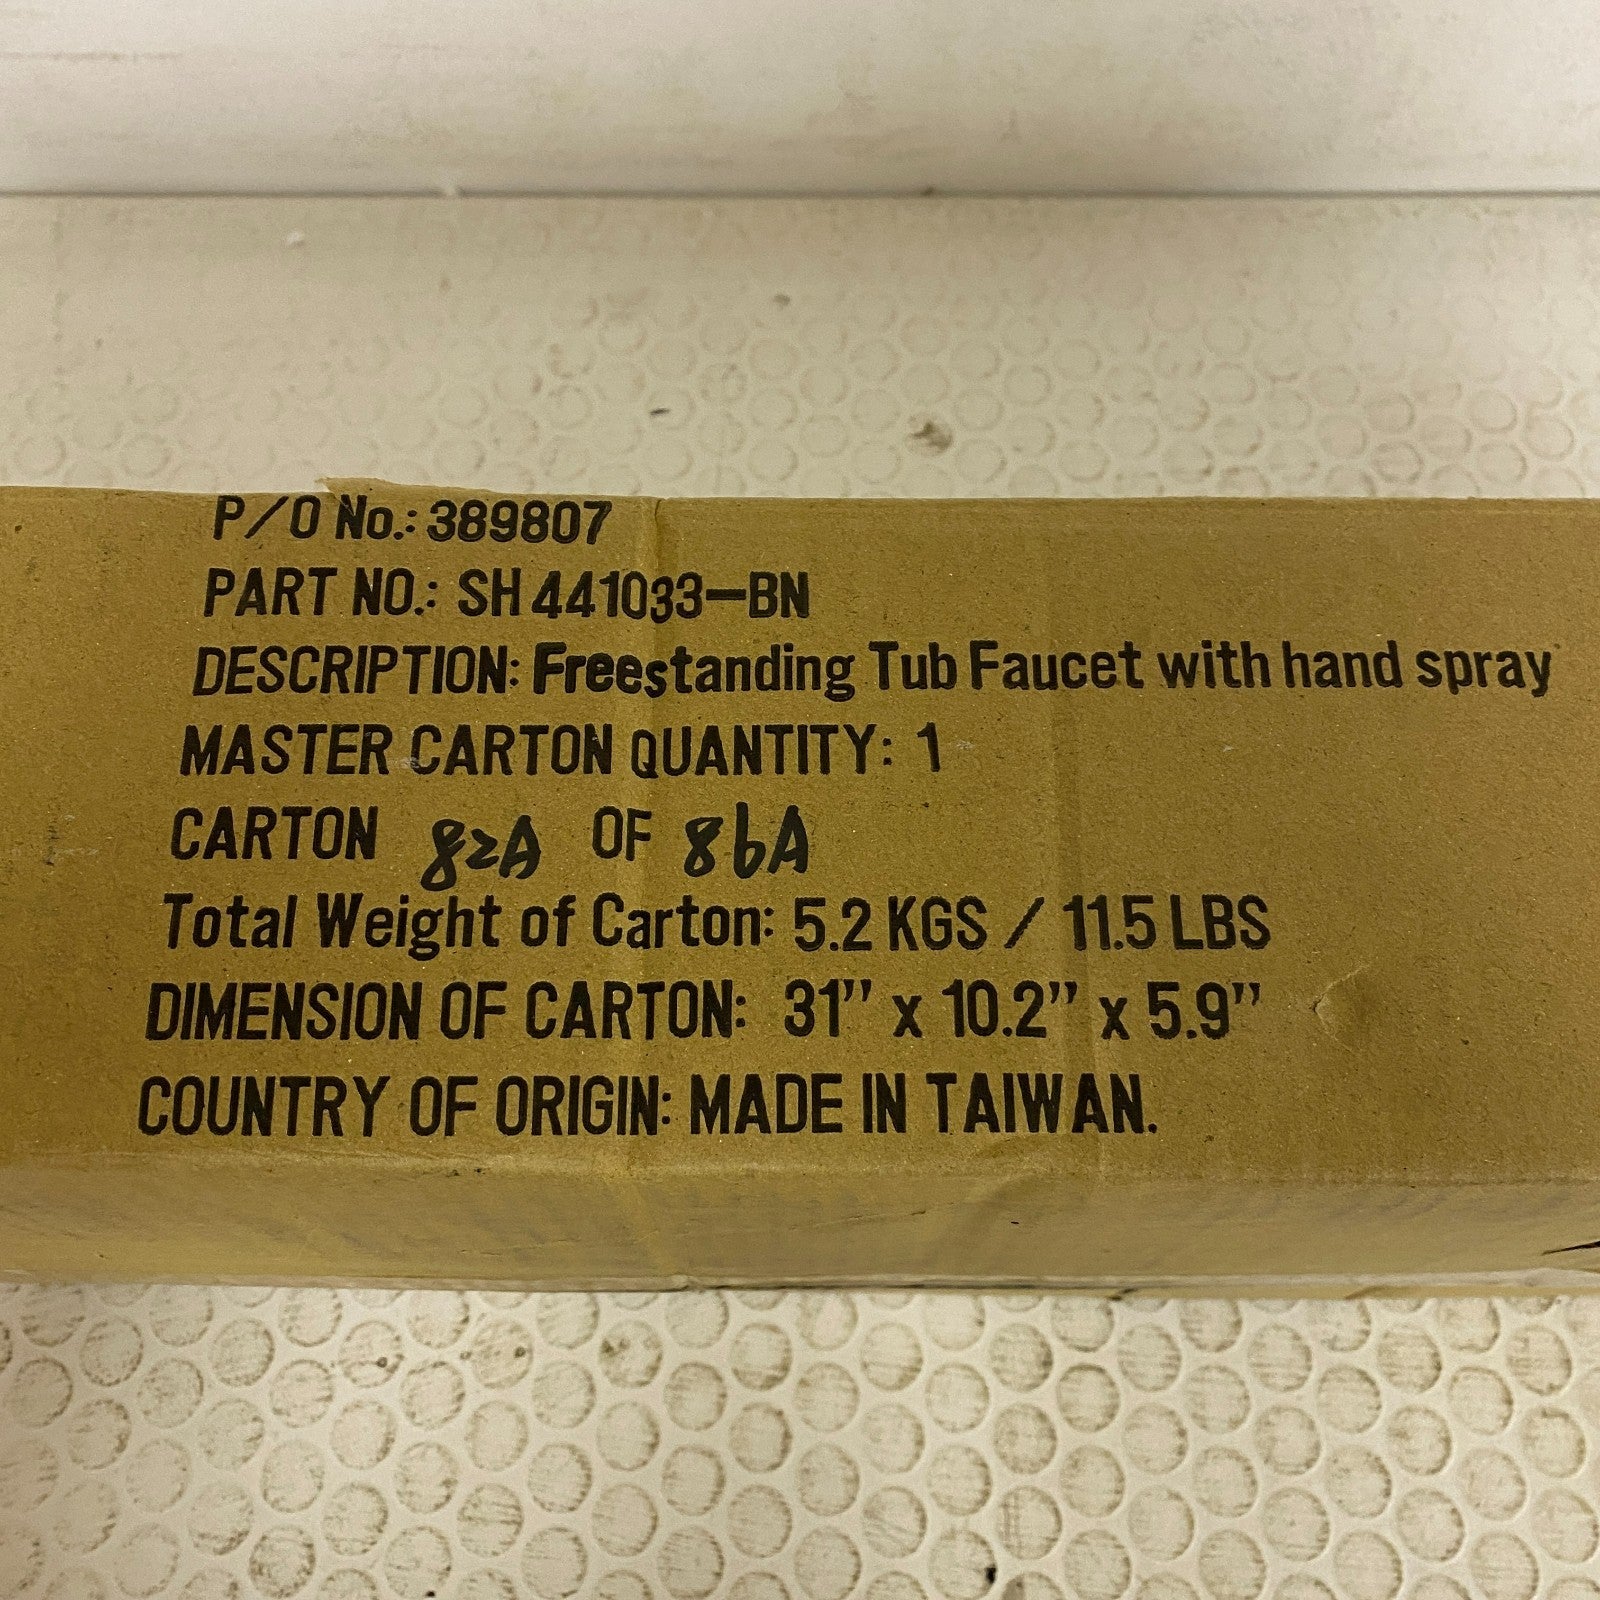 P/O No.: 389807
PART NO.: SH441033-BN
DESCRIPTION: Freestanding Tub Faucet with hand spray
MASTER CARTON QUANTITY: 1
CARTON 82A OF 86A
Total Weight of Carton: 5.2 KGS / 11.5 LBS
DIMENSION OF CARTON: 31" x 10.2" x 5.9"
COUNTRY OF ORIGIN: MADE IN TAIWAN.